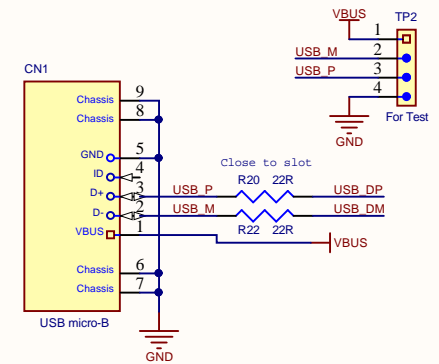 VBUS
TP2
1
USB_M 2
USB_P 3
4
For Test
GND
CN1
Chassis 9
Chassis 8
GND 5
ID 4
Close to slot
R20 22R
D+ 3 USB_P USB_DP
D- 2 USB_M USB_DM
R22 22R
VBUS 1
VBUS
Chassis 6
Chassis 7
USB micro-B
GND